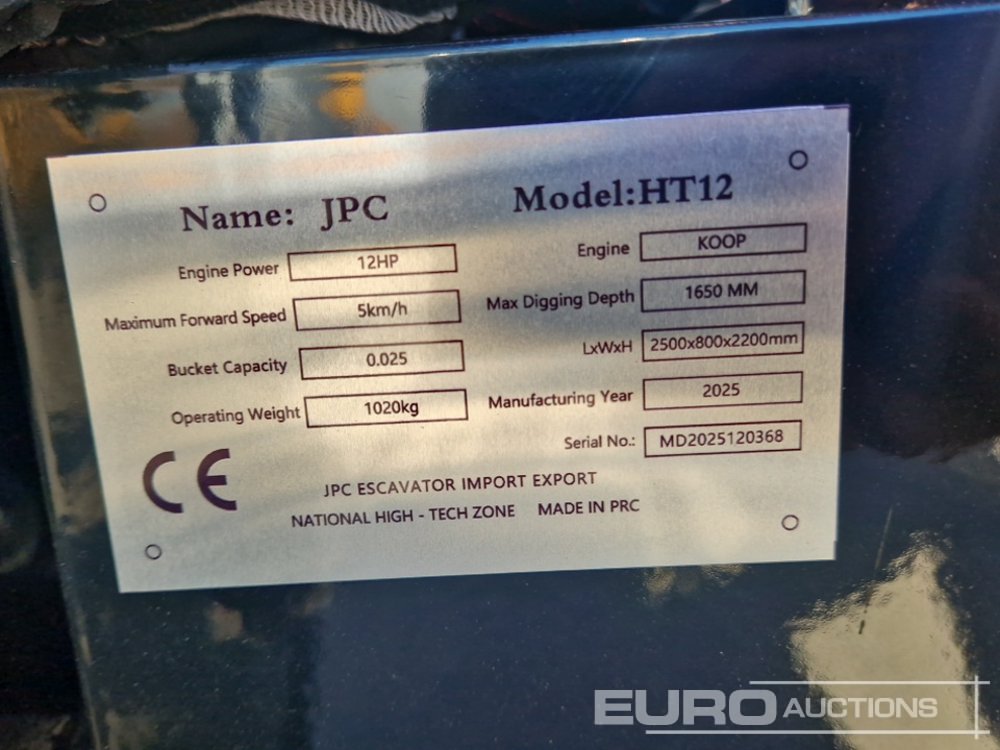 Name: JPC Model:HT12
Engine Power 12HP Engine KOOP
Maximum Forward Speed 5km/h Max Digging Depth 1650 MM
Bucket Capacity 0.025 LxWxH 2500x800x2200mm
Operating Weight 1020kg Manufacturing Year 2025
Serial No.: MD2025120368
CE
JPC ESCAVATOR IMPORT EXPORT
NATIONAL HIGH - TECH ZONE MADE IN PRC
EURO AUCTIONS